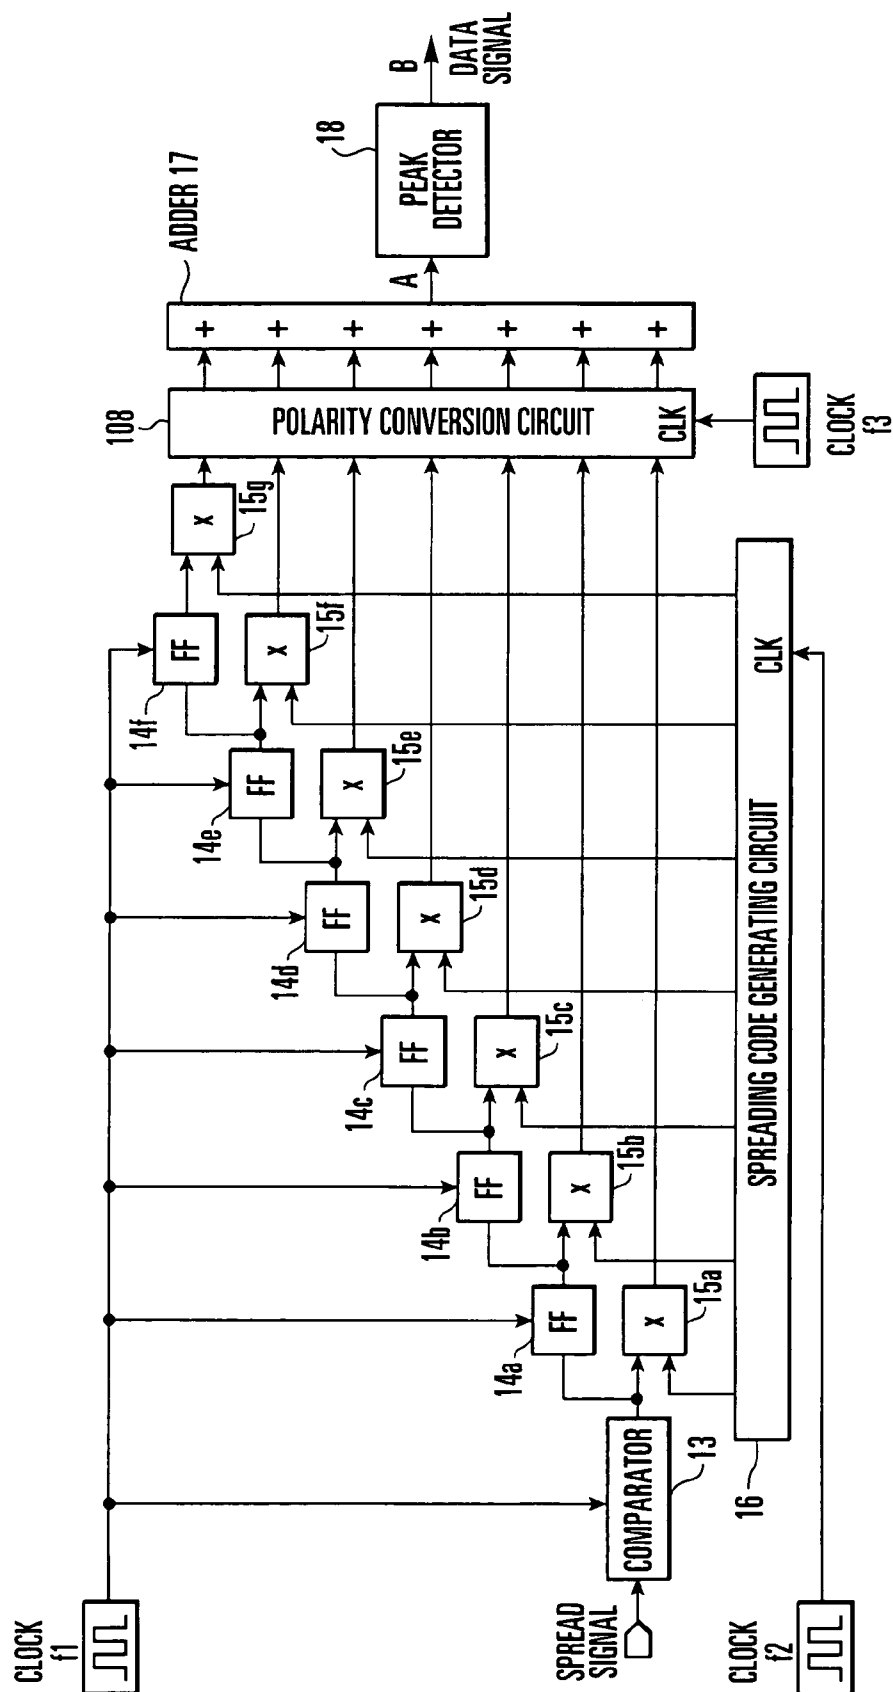 CLOCK
f1
SPREAD
SIGNAL
CLOCK
f2
COMPARATOR
13
16
14a
FF
X
15a
14b
FF
X
15b
14c
FF
X
15c
14d
FF
X
15d
14e
FF
X
15e
14f
FF
X
15f
X
15g
SPREADING CODE GENERATING CIRCUIT
CLK
108
POLARITY CONVERSION CIRCUIT
CLK
CLOCK
f3
ADDER 17
+
+
+
+
+
+
+
A
18
PEAK
DETECTOR
B
DATA
SIGNAL